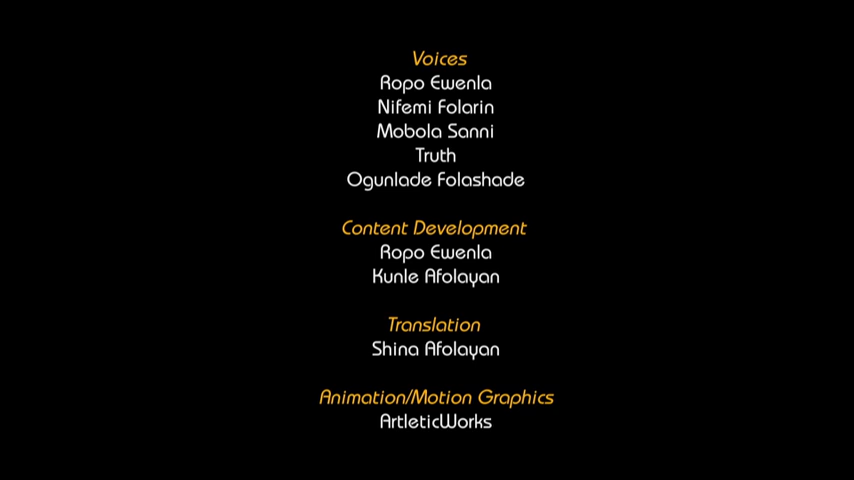 Voices
Ropo Ewenla
Nifemi Folarin
Mobola Sanni
Truth
Ogunlade Folashade
Content Development
Ropo Ewenla
Kunle Afolayan
Translation
Shina Afolayan
Animation/Motion Graphics
ArtleticWorks